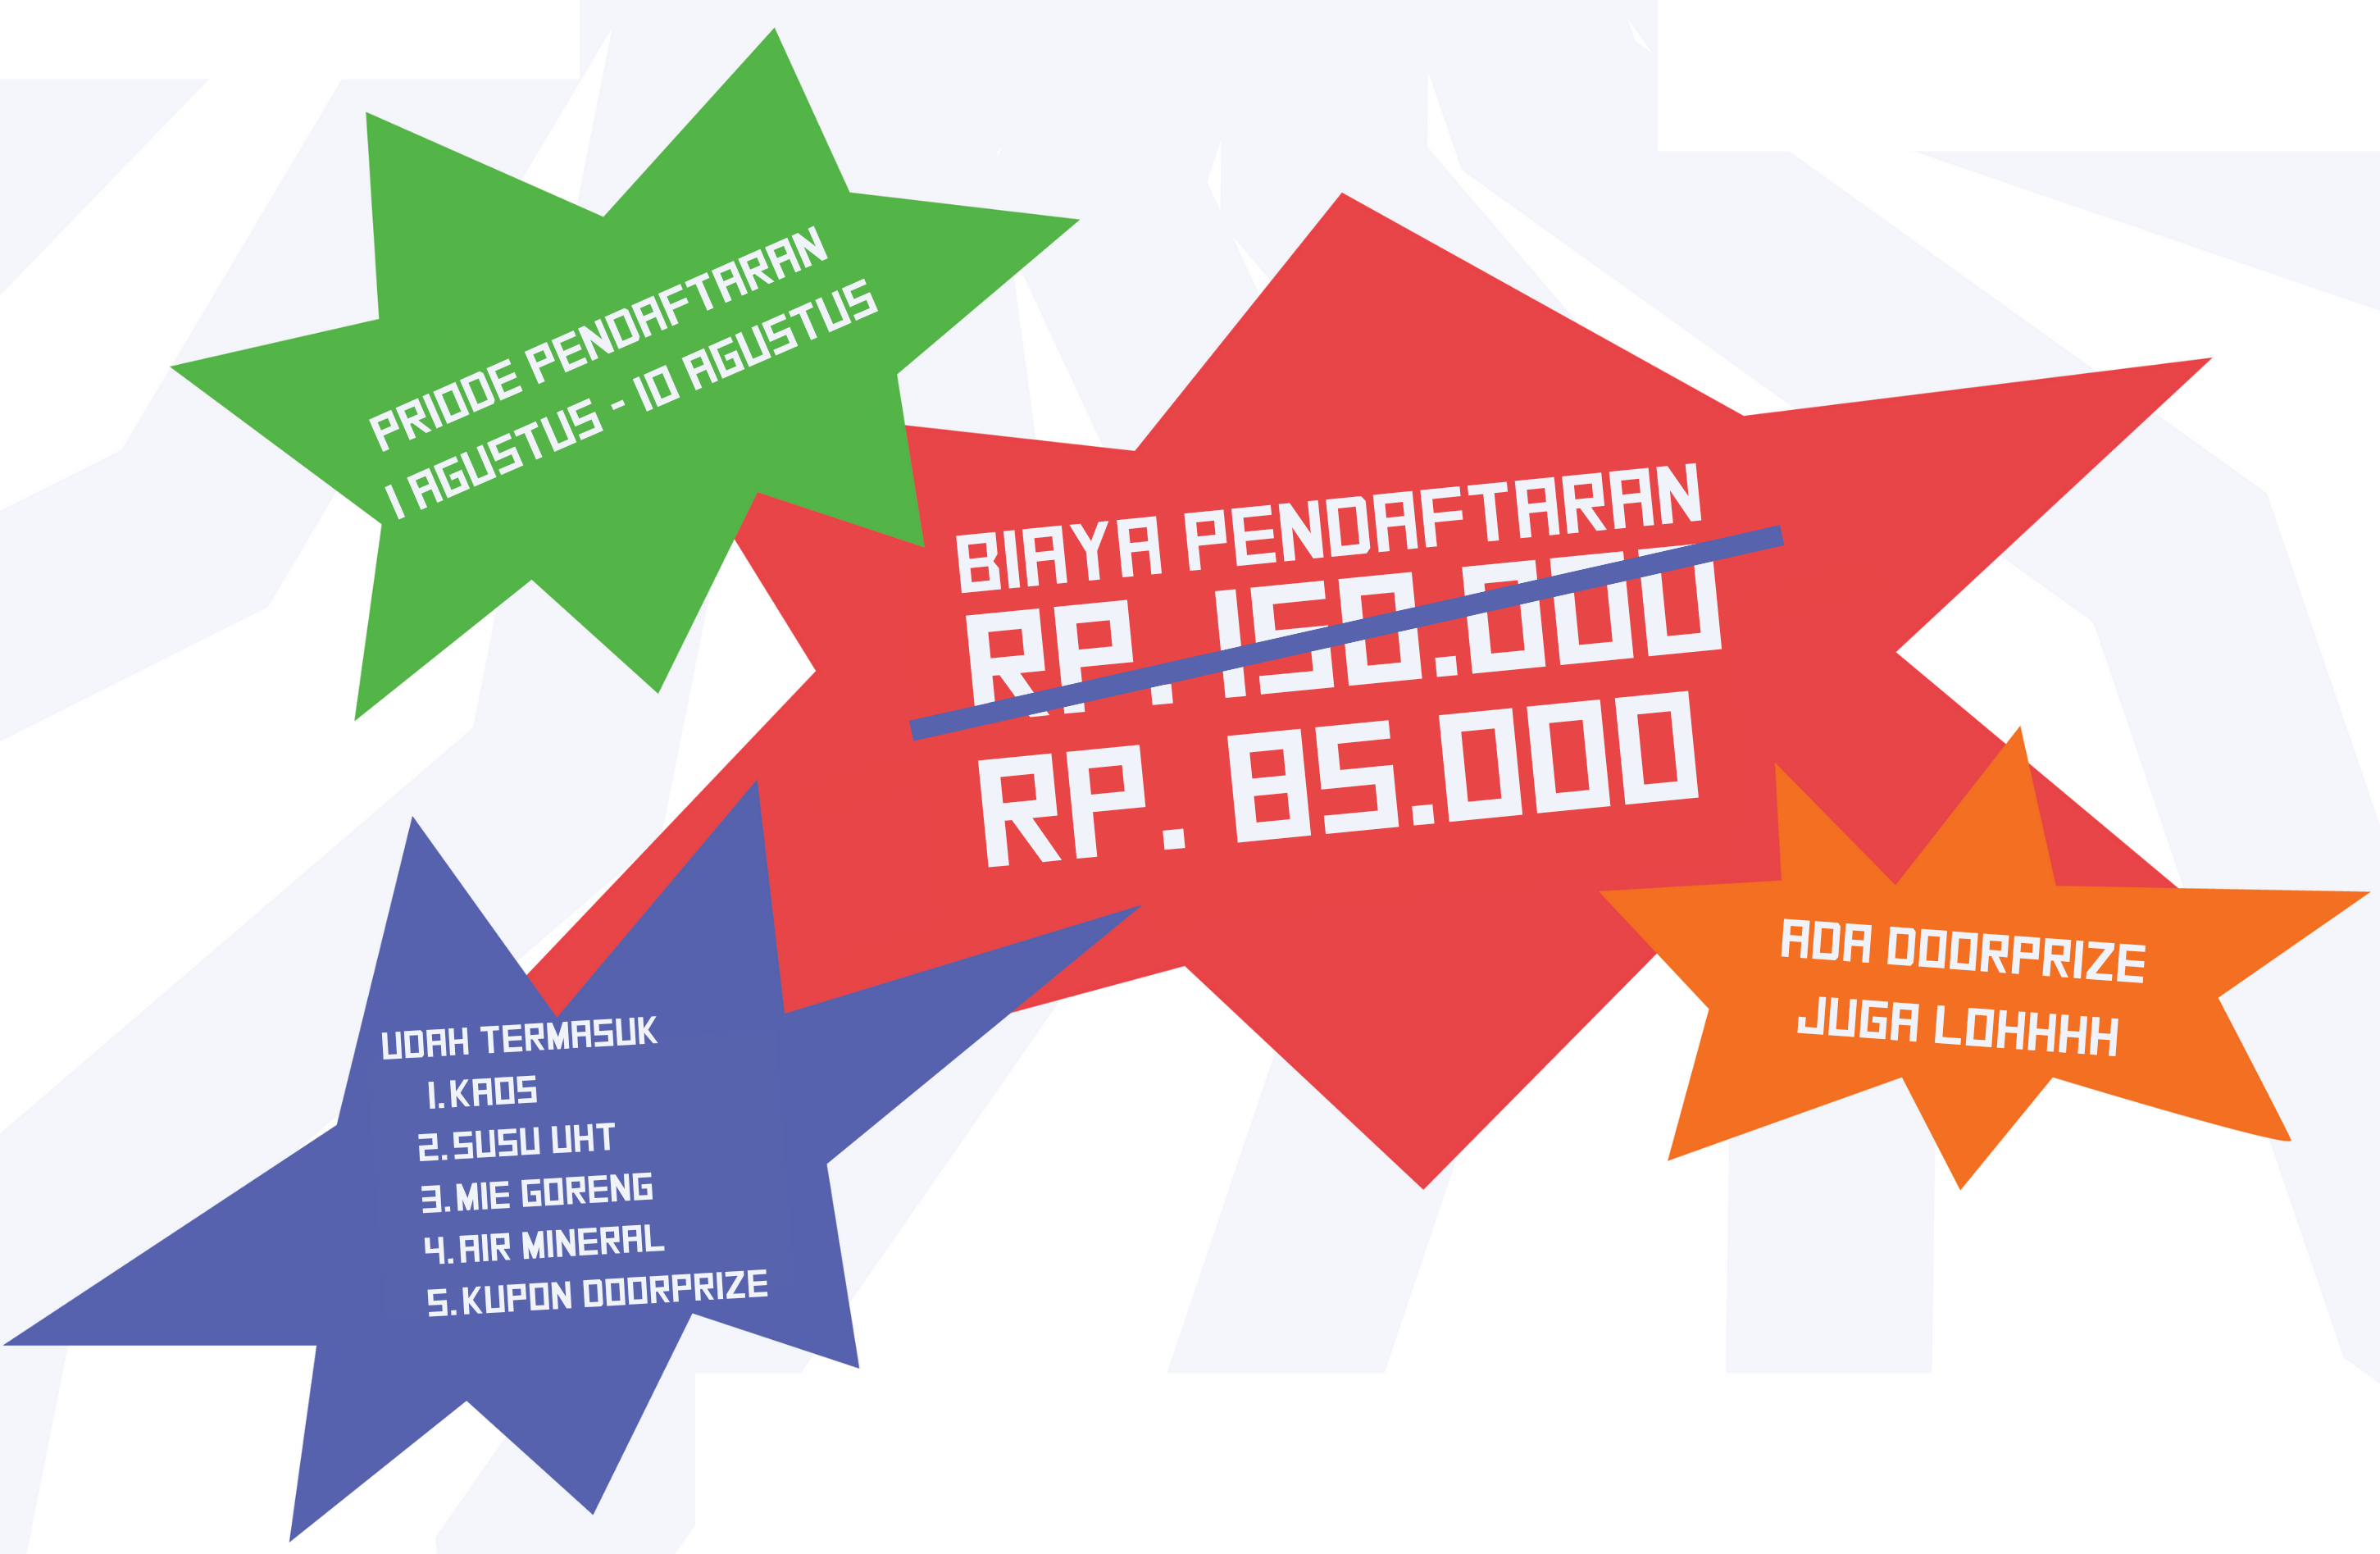 PRIODE PENDAFTARAN
1 AGUSTUS - 10 AGUSTUS
BIAYA PENDAFTARAN
RP. 150.000
RP. 85.000
UDAH TERMASUK
1.KAOS
2.SUSU UHT
3.MIE GORENG
4.AIR MINERAL
5.KUPON DOORPRIZE
ADA DOORPRIZE
JUGA LOHHHH